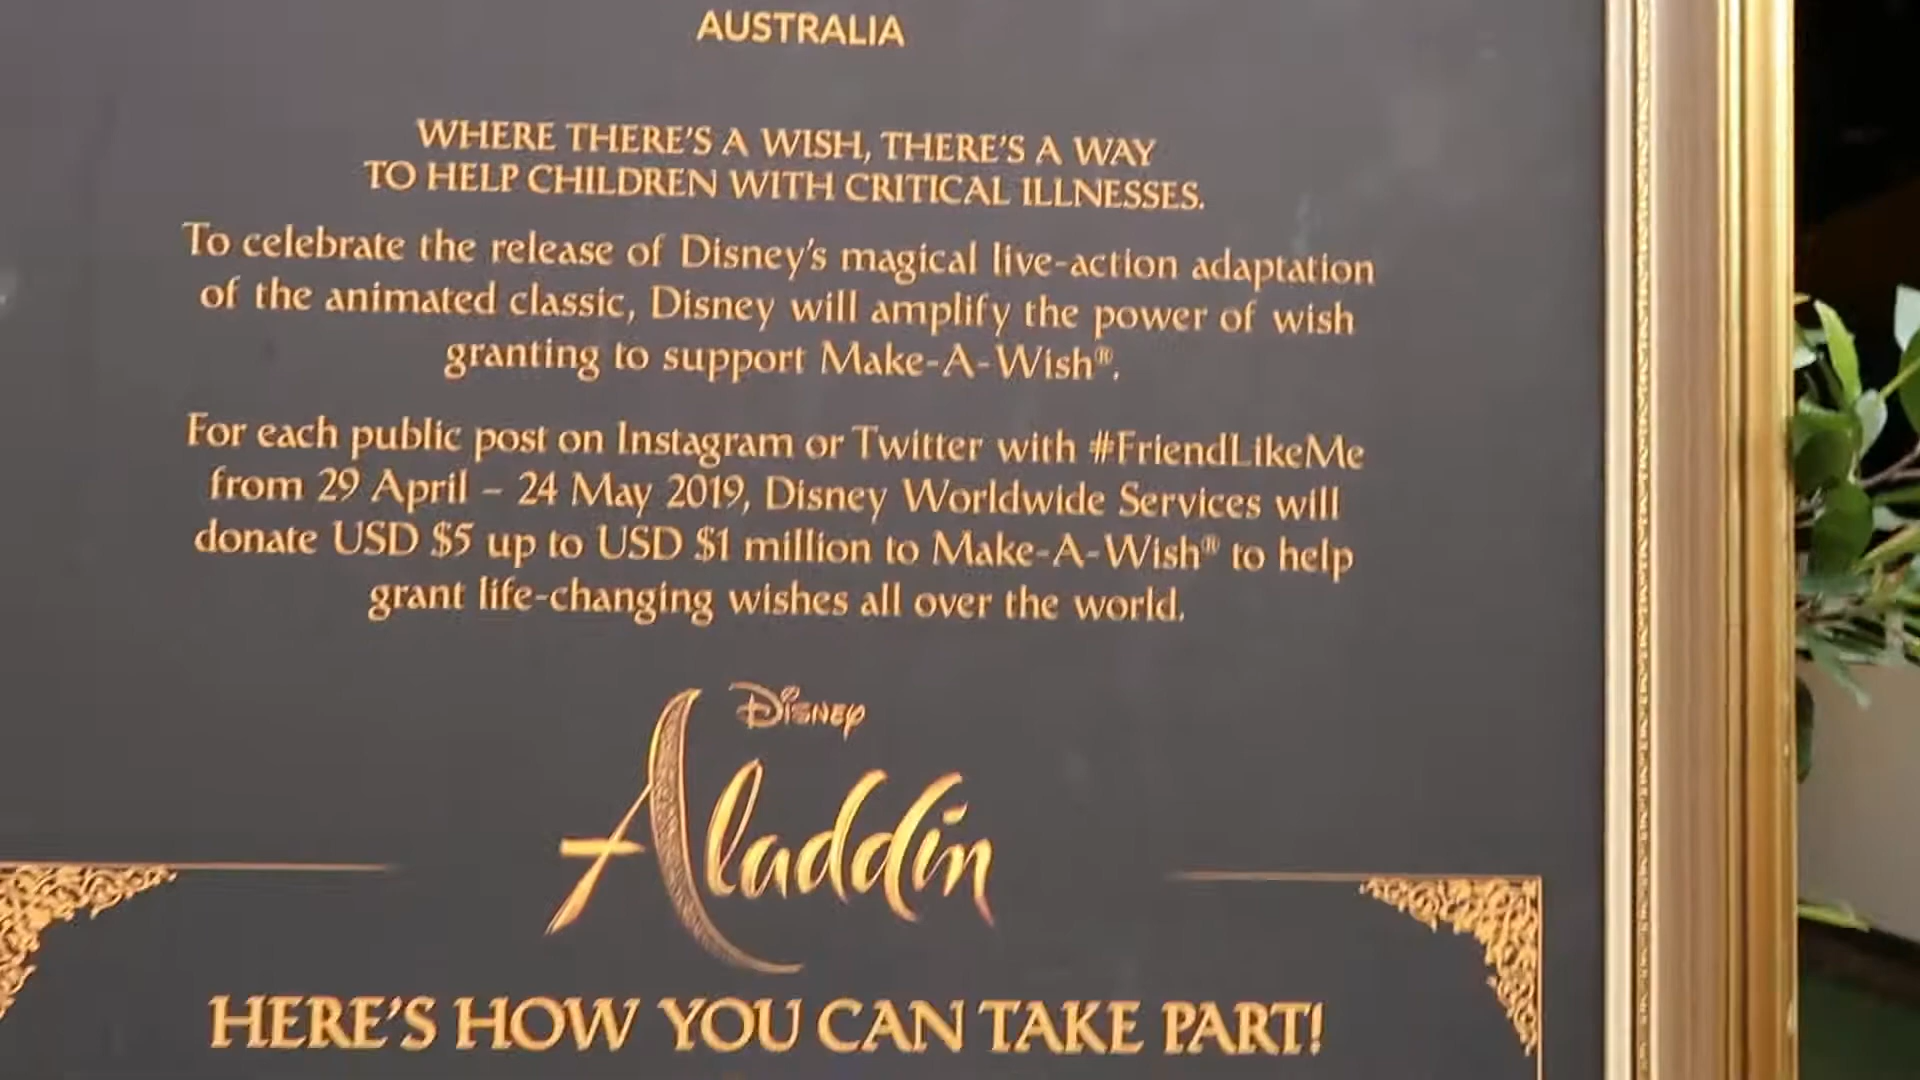 AUSTRALIA
WHERE THERE'S A WISH, THERE'S A WAY
TO HELP CHILDREN WITH CRITICAL ILLNESSES.
To celebrate the release of Disney's magical live-action adaptation
of the animated classic, Disney will amplify the power of wish
granting to support Make-A-Wish®.
For each public post on Instagram or Twitter with #FriendLikeMe
from 29 April – 24 May 2019, Disney Worldwide Services will
donate USD $5 up to USD $1 million to Make-A-Wish® to help
grant life-changing wishes all over the world.
Disney
Aladdin
HERE'S HOW YOU CAN TAKE PART!